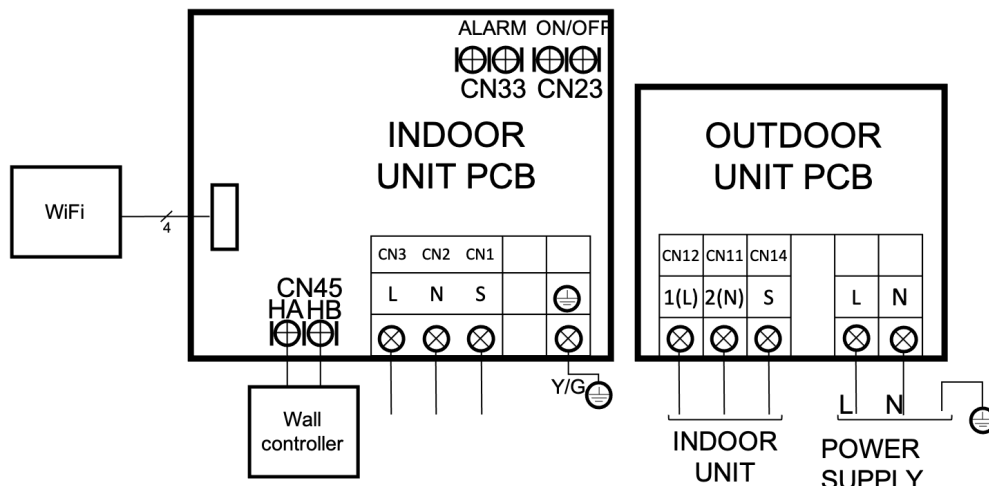 ALARM ON/OFF
CN33 CN23
INDOOR
UNIT PCB
WiFi
4
CN45
HA HB
CN3 CN2 CN1
L N S
Y/G
Wall
controller
OUTDOOR
UNIT PCB
CN12 CN11 CN14
1(L) 2(N) S L N
L N
INDOOR
UNIT
POWER
SUPPLY